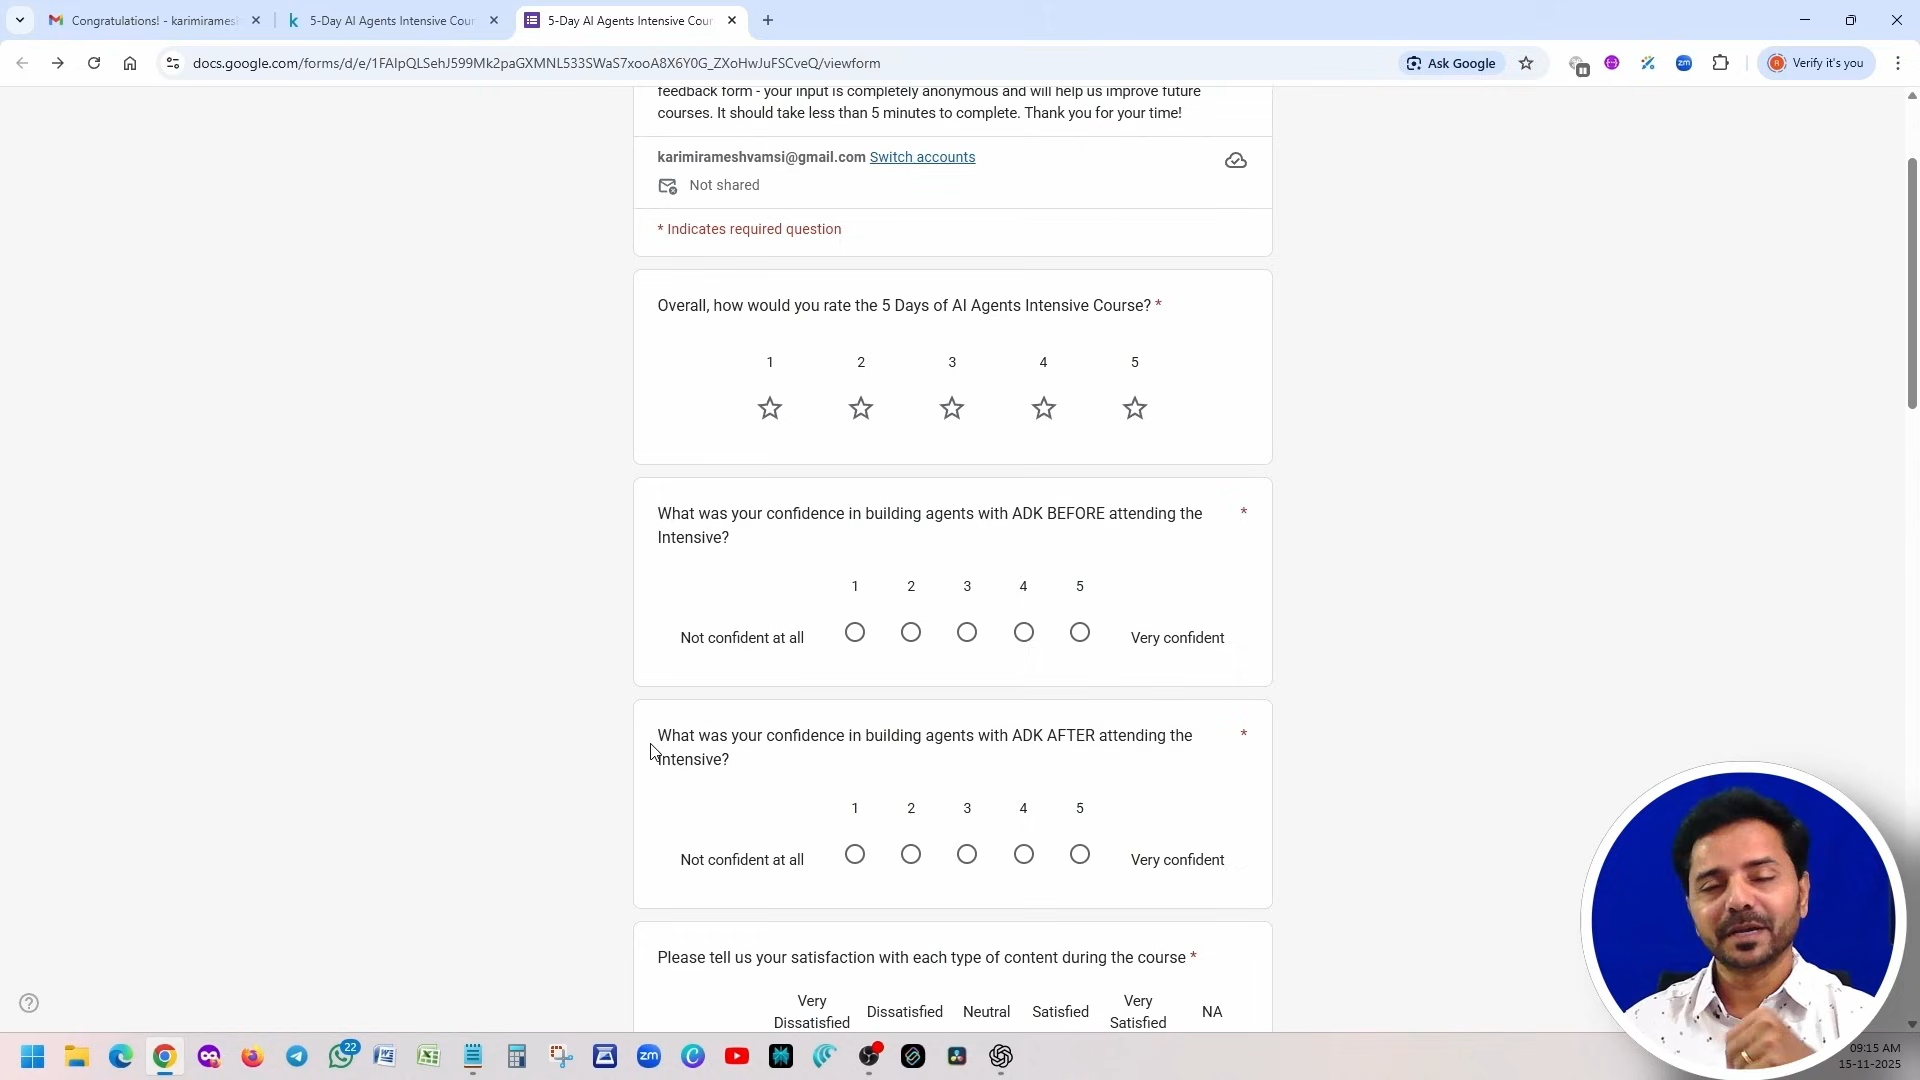 Congratulations! - karimirames
5-Day AI Agents Intensive Cour
5-Day AI Agents Intensive Cour
docs.google.com/forms/d/e/1FAIpQLSehJ599Mk2paGXMNL533SWaS7xooA8X6Y0G_ZXoHwJuFSCveQ/viewform
Ask Google
zm
Verify it's you
feedback form - your input is completely anonymous and will help us improve future
courses. It should take less than 5 minutes to complete. Thank you for your time!
karimirameshvamsi@gmail.com Switch accounts
Not shared
* Indicates required question
Overall, how would you rate the 5 Days of AI Agents Intensive Course? *
1 2 3 4 5
What was your confidence in building agents with ADK BEFORE attending the *
Intensive?
1 2 3 4 5
Not confident at all Very confident
What was your confidence in building agents with ADK AFTER attending the *
Intensive?
1 2 3 4 5
Not confident at all Very confident
Please tell us your satisfaction with each type of content during the course *
Very Dissatisfied Neutral Satisfied Very NA
Dissatisfied Satisfied
22
zm
09:15 AM
15-11-2025